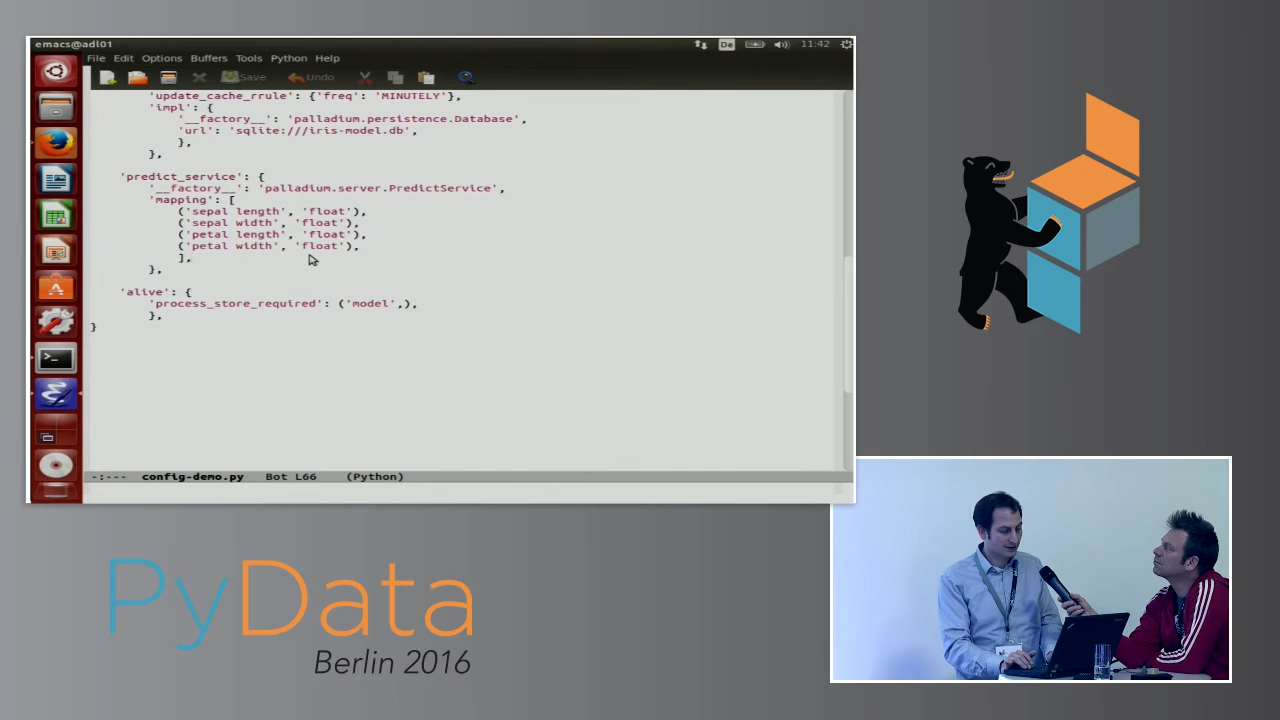 emacs@adl01
De
11:42
File Edit Options Buffers Tools Python Help
Save
Undo
'update_cache_rrule': {'freq': 'MINUTELY'},
'impl': {
'__factory__': 'palladium.persistence.Database',
'url': 'sqlite:///iris-model.db',
},
},
'predict_service': {
'__factory__': 'palladium.server.PredictService',
'mapping': [
('sepal length', 'float'),
('sepal width', 'float'),
('petal length', 'float'),
('petal width', 'float'),
],
},
'alive': {
'process_store_required': ('model',),
},
}
-:--- config-demo.py Bot L66 (Python)
PyData
Berlin 2016